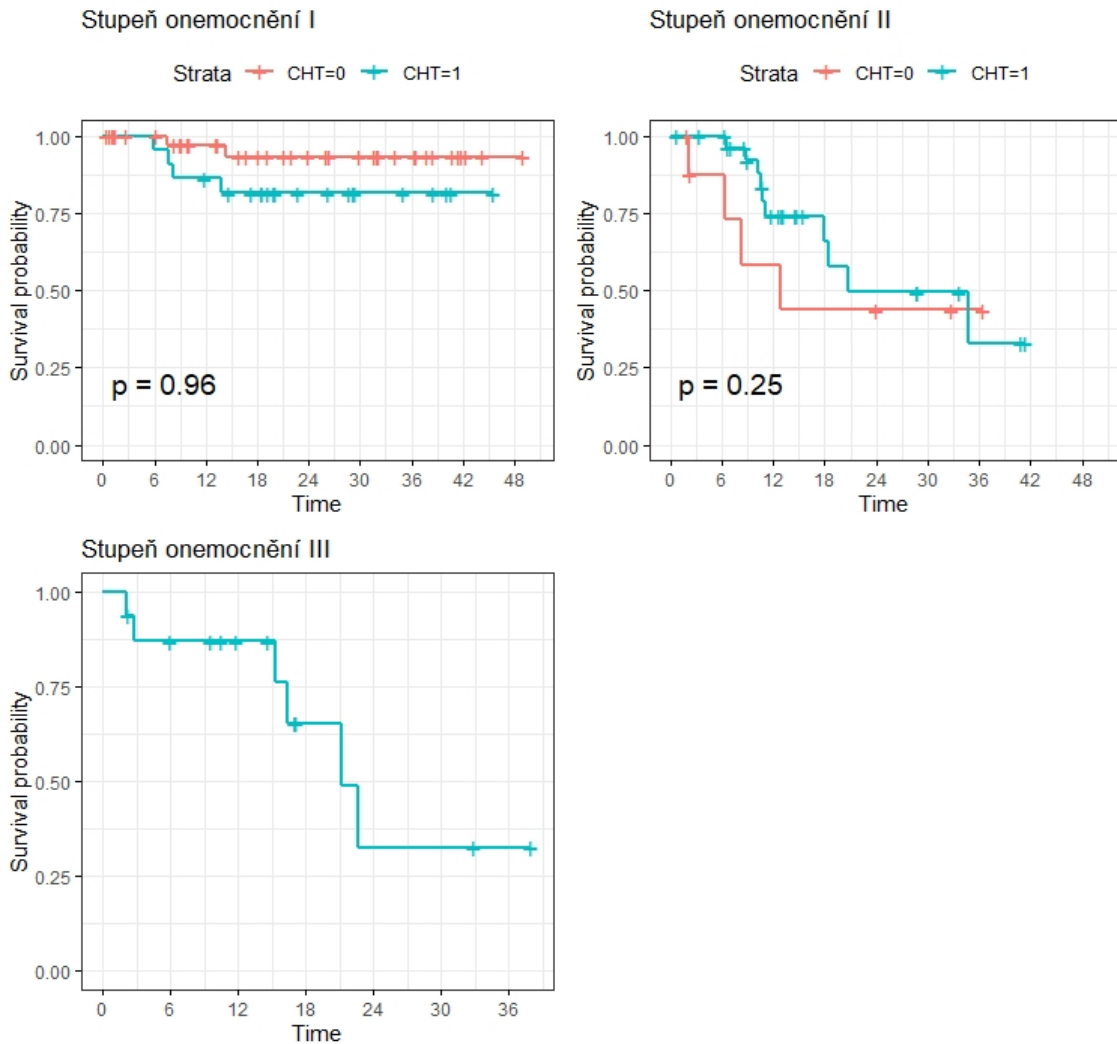 Stupeň onemocnění I
Strata CHT=0 CHT=1
Survival probability
1.00
0.75
0.50
0.25
0.00
p = 0.96
0 6 12 18 24 30 36 42 48
Time
Stupeň onemocnění II
Strata CHT=0 CHT=1
Survival probability
1.00
0.75
0.50
0.25
0.00
p = 0.25
0 6 12 18 24 30 36 42 48
Time
Stupeň onemocnění III
Survival probability
1.00
0.75
0.50
0.25
0.00
0 6 12 18 24 30 36
Time